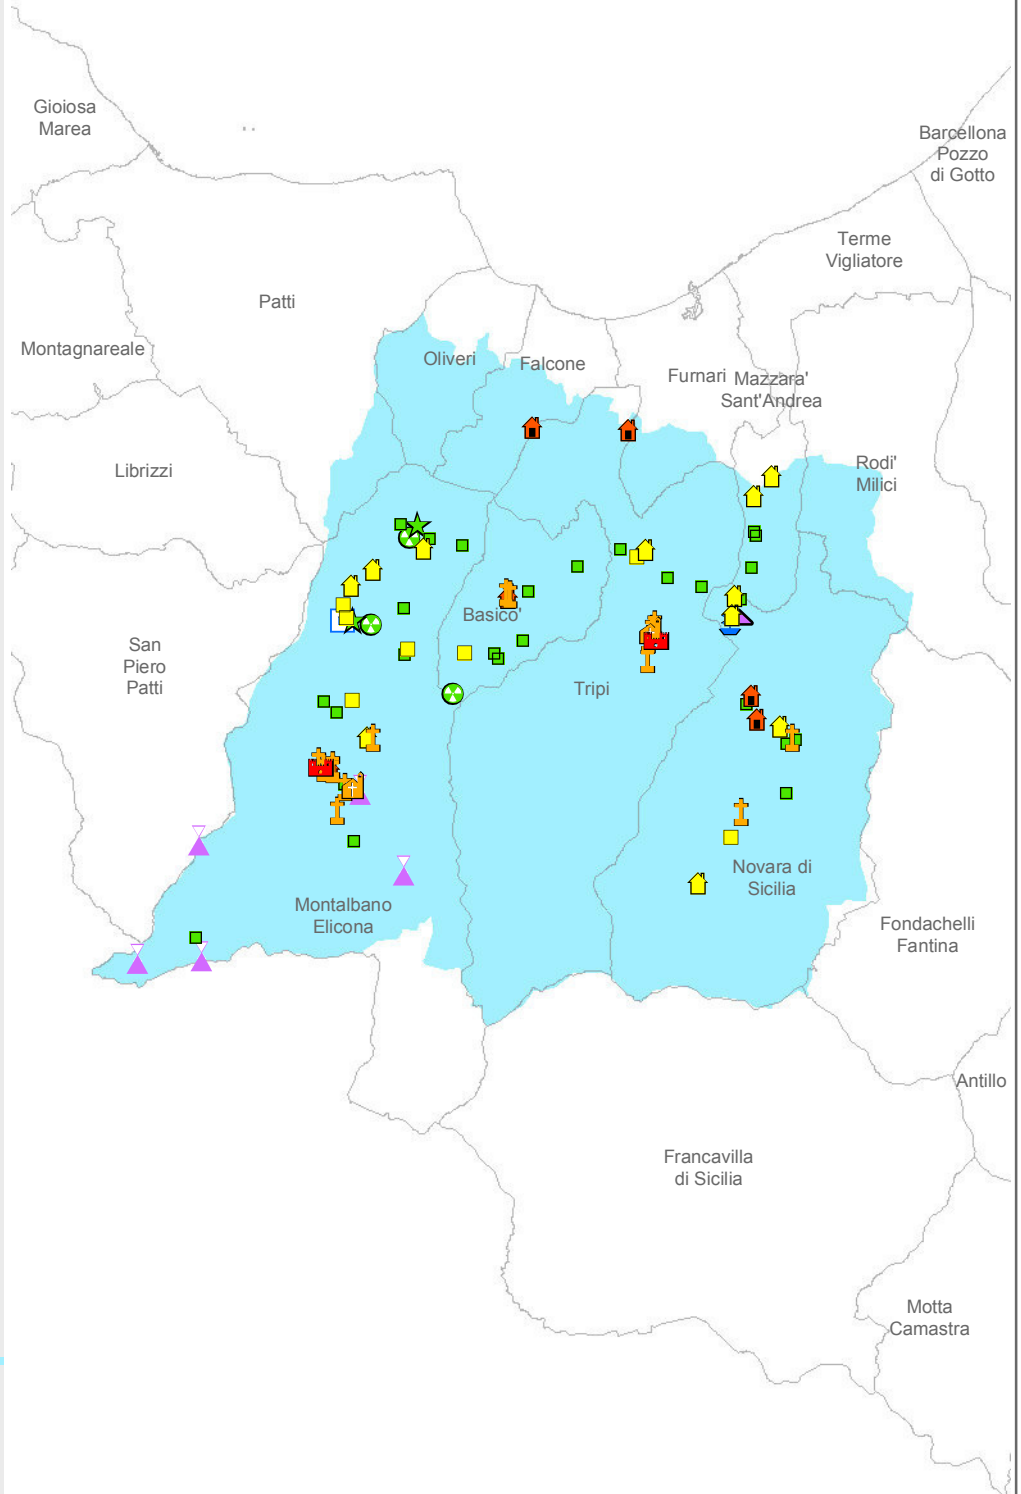 Gioiosa
Marea
Barcellona
Pozzo
di Gotto
Terme
Vigliatore
Patti
Montagnareale
Oliveri
Falcone
Furnari
Mazzara'
Sant'Andrea
Librizzi
Rodi'
Milici
Basico'
San
Piero
Patti
Tripi
Novara di
Sicilia
Montalbano
Elicona
Fondachelli
Fantina
Antillo
Francavilla
di Sicilia
Motta
Camastra